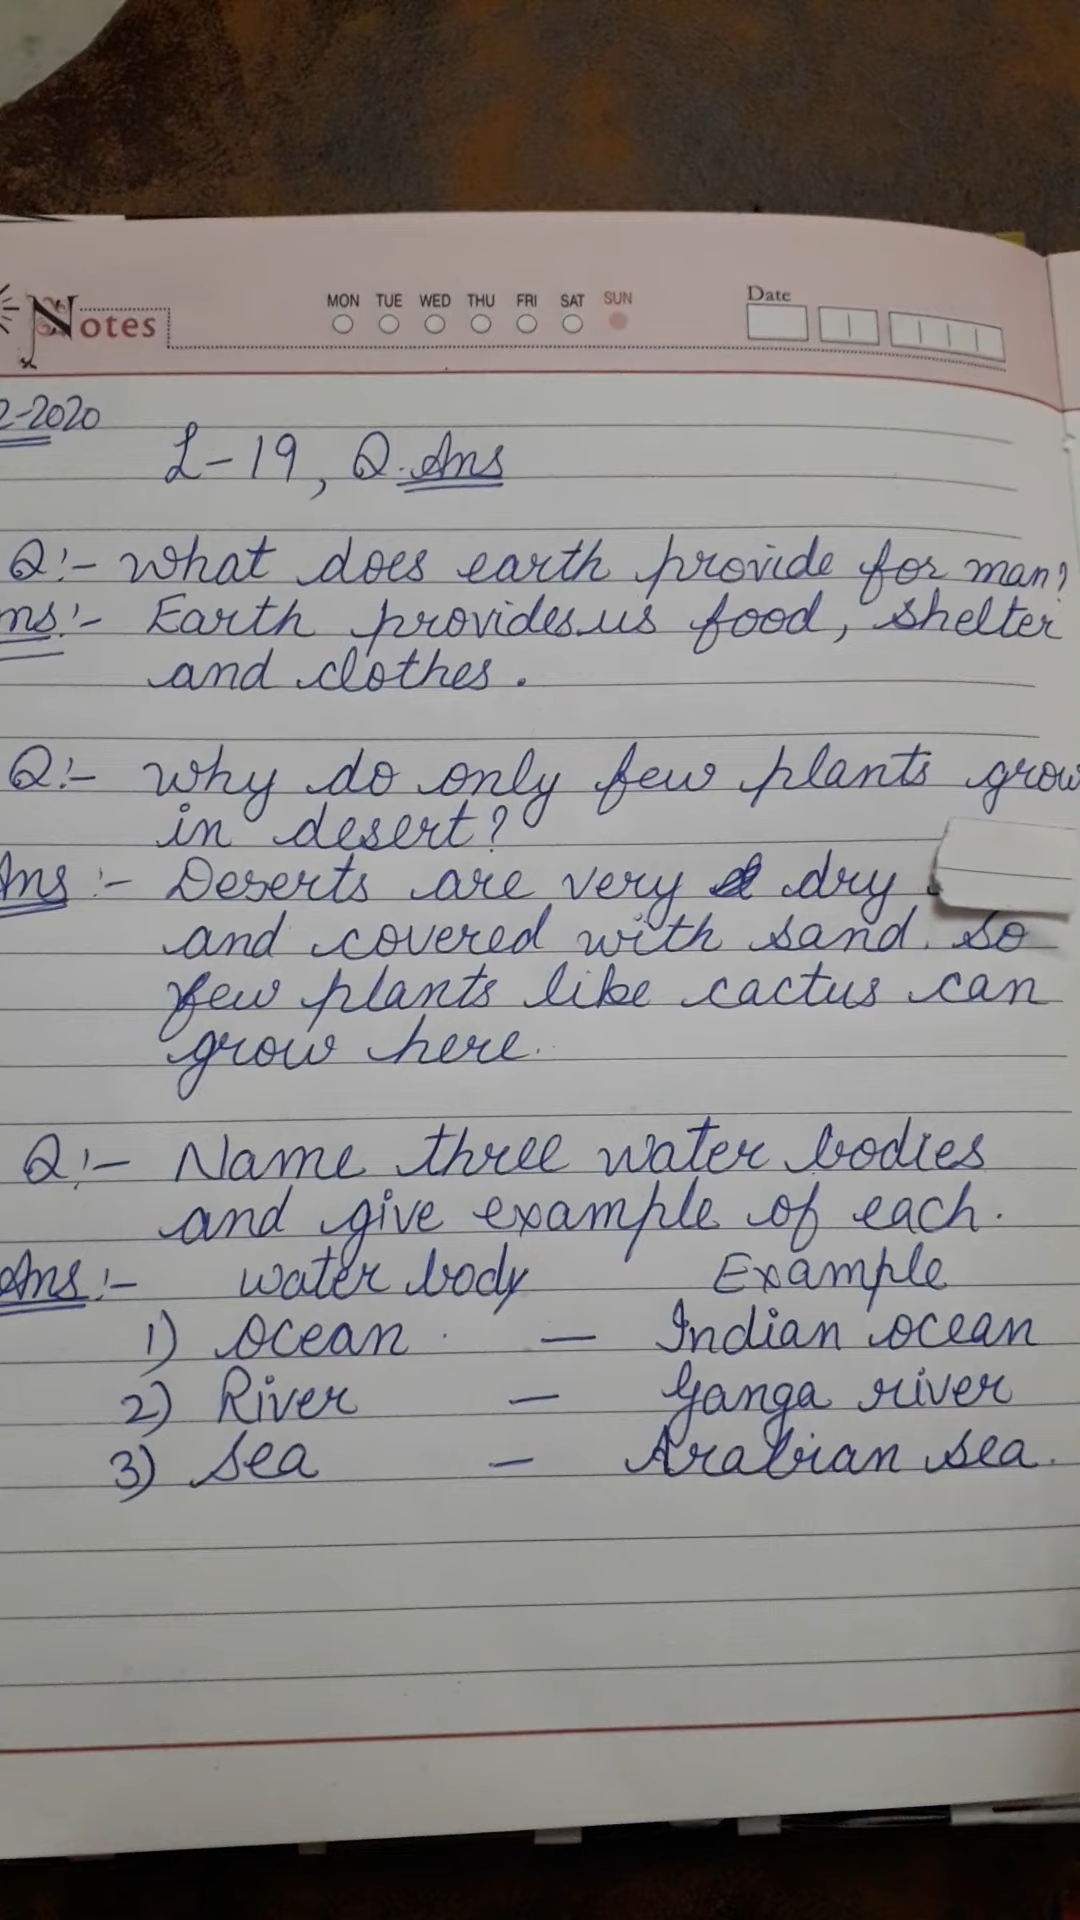 Notes
MON TUE WED THU FRI SAT SUN
Date
2-2020
L-19, Q.Ans
Q:- What does earth provide for man?
ns:- Earth provides us food, shelter
and clothes.
Q:- Why do only few plants grow
in desert?
Ans:- Deserts are very dry
and covered with sand. So
few plants like cactus can
grow here.
Q:- Name three water bodies
and give example of each.
Ans:- water body Example
1) Ocean - Indian ocean
2) River - Ganga river
3) Sea - Arabian sea.